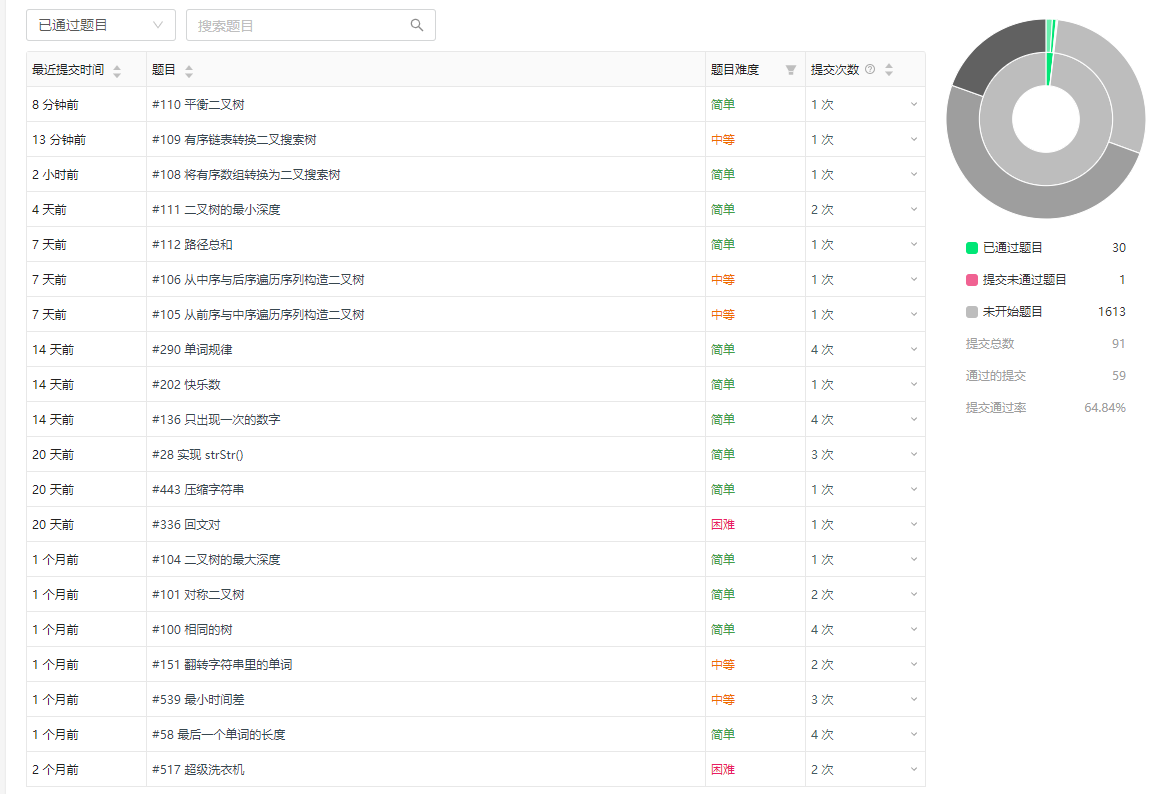 已通过题目
搜索题目
最近提交时间 题目 题目难度 提交次数
8 分钟前 #110 平衡二叉树 简单 1 次
13 分钟前 #109 有序链表转换二叉搜索树 中等 1 次
2 小时前 #108 将有序数组转换为二叉搜索树 简单 1 次
4 天前 #111 二叉树的最小深度 简单 2 次
7 天前 #112 路径总和 简单 1 次
7 天前 #106 从中序与后序遍历序列构造二叉树 中等 1 次
7 天前 #105 从前序与中序遍历序列构造二叉树 中等 1 次
14 天前 #290 单词规律 简单 4 次
14 天前 #202 快乐数 简单 1 次
14 天前 #136 只出现一次的数字 简单 4 次
20 天前 #28 实现 strStr() 简单 3 次
20 天前 #443 压缩字符串 简单 1 次
20 天前 #336 回文对 困难 1 次
1 个月前 #104 二叉树的最大深度 简单 1 次
1 个月前 #101 对称二叉树 简单 2 次
1 个月前 #100 相同的树 简单 4 次
1 个月前 #151 翻转字符串里的单词 中等 2 次
1 个月前 #539 最小时间差 中等 3 次
1 个月前 #58 最后一个单词的长度 简单 4 次
2 个月前 #517 超级洗衣机 困难 2 次
已通过题目 30
提交未通过题目 1
未开始题目 1613
提交总数 91
通过的提交 59
提交通过率 64.84%